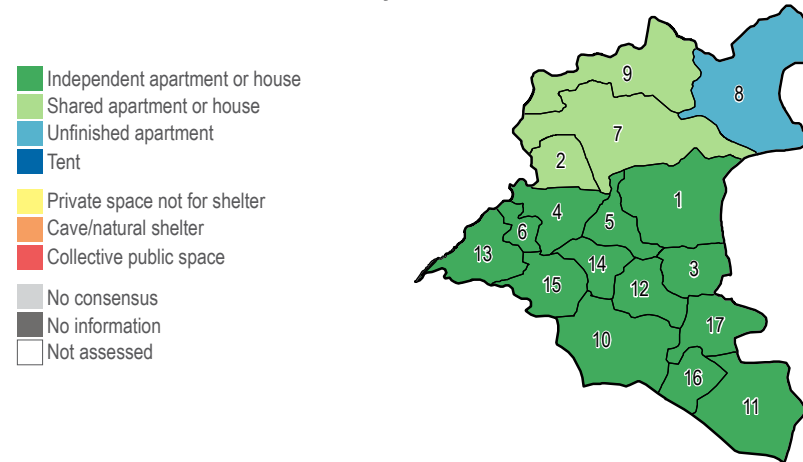 Independent apartment or house
Shared apartment or house
Unfinished apartment
Tent
Private space not for shelter
Cave/natural shelter
Collective public space
No consensus
No information
Not assessed
9
8
7
2
1
4
5
6
13
14
3
15
12
17
10
16
11